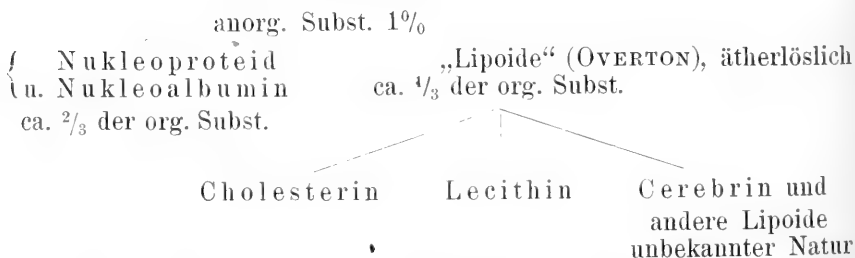 anorg. Subst. 1%
{ Nukleoproteid
u. Nukleoalbumin
ca. ²/₃ der org. Subst.
„Lipoide“ (OVERTON), ätherlöslich
ca. ¹/₃ der org. Subst.
Cholesterin
Lecithin
Cerebrin und
andere Lipoide
unbekannter Natur